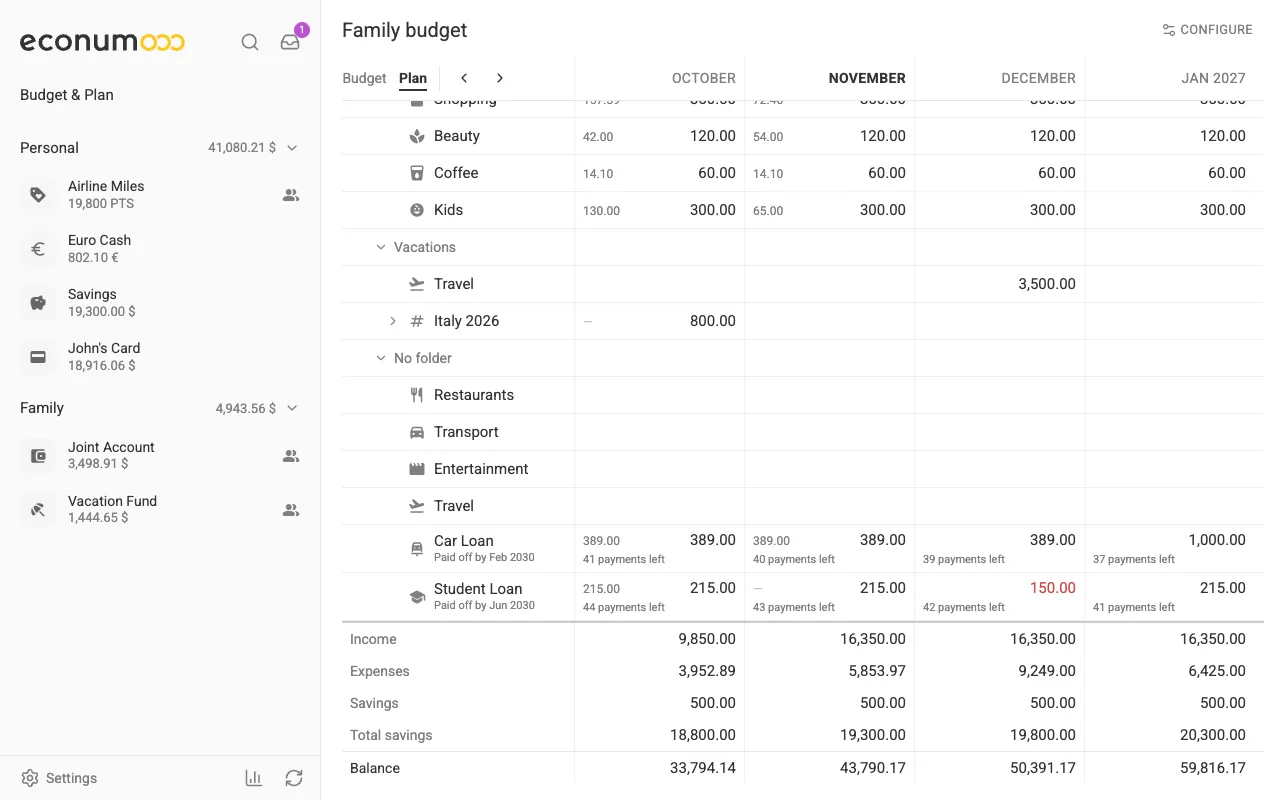 econumo
1
Budget & Plan
Personal 41,080.21 $
Airline Miles
19,800 PTS
Euro Cash
802.10 €
Savings
19,300.00 $
John's Card
18,916.06 $
Family 4,943.56 $
Joint Account
3,498.91 $
Vacation Fund
1,444.65 $
Settings
Family budget CONFIGURE
Budget Plan OCTOBER NOVEMBER DECEMBER JAN 2027
Shopping
Beauty 42.00 120.00 54.00 120.00 120.00 120.00
Coffee 14.10 60.00 14.10 60.00 60.00 60.00
Kids 130.00 300.00 65.00 300.00 300.00 300.00
Vacations
Travel 3,500.00
# Italy 2026 – 800.00
No folder
Restaurants
Transport
Entertainment
Travel
Car Loan 389.00 389.00 389.00 389.00 389.00 1,000.00
Paid off by Feb 2030 41 payments left 40 payments left 39 payments left 37 payments left
Student Loan 215.00 215.00 – 215.00 150.00 215.00
Paid off by Jun 2030 44 payments left 43 payments left 42 payments left 41 payments left
Income 9,850.00 16,350.00 16,350.00 16,350.00
Expenses 3,952.89 5,853.97 9,249.00 6,425.00
Savings 500.00 500.00 500.00 500.00
Total savings 18,800.00 19,300.00 19,800.00 20,300.00
Balance 33,794.14 43,790.17 50,391.17 59,816.17